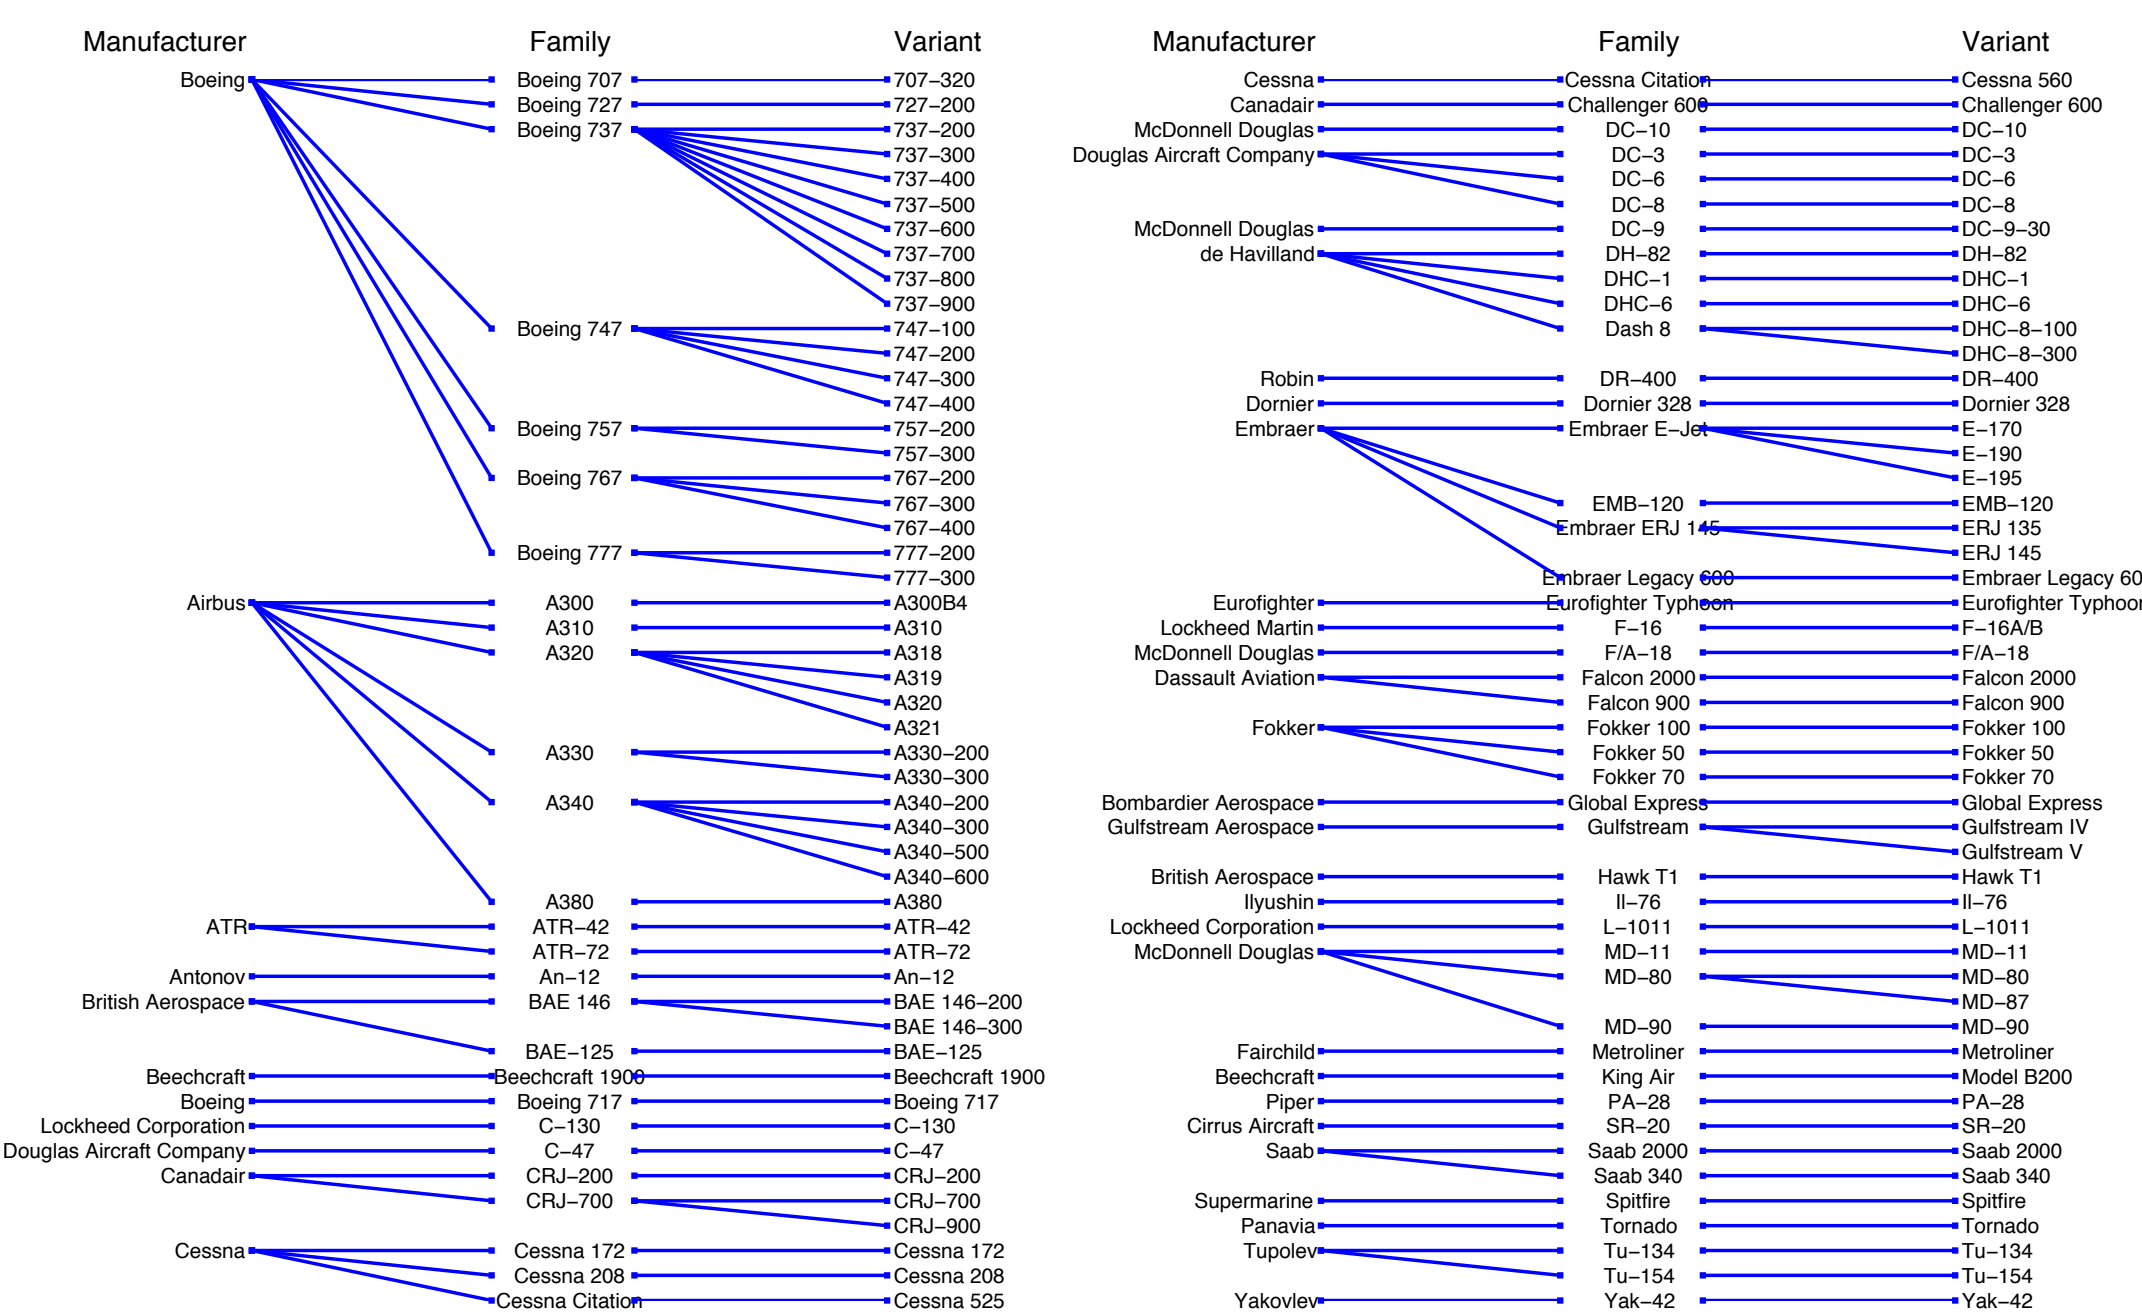 Manufacturer Family Variant
Boeing Boeing 707 707-320
Boeing 727 727-200
Boeing 737 737-200
737-300
737-400
737-500
737-600
737-700
737-800
737-900
Boeing 747 747-100
747-200
747-300
747-400
Boeing 757 757-200
757-300
Boeing 767 767-200
767-300
767-400
Boeing 777 777-200
777-300
Airbus A300 A300B4
A310 A310
A320 A318
A319
A320
A321
A330 A330-200
A330-300
A340 A340-200
A340-300
A340-500
A340-600
A380 A380
ATR ATR-42 ATR-42
ATR-72 ATR-72
Antonov An-12 An-12
British Aerospace BAE 146 BAE 146-200
BAE 146-300
BAE-125 BAE-125
Beechcraft Beechcraft 1900 Beechcraft 1900
Boeing Boeing 717 Boeing 717
Lockheed Corporation C-130 C-130
Douglas Aircraft Company C-47 C-47
Canadair CRJ-200 CRJ-200
CRJ-700 CRJ-700
CRJ-900
Cessna Cessna 172 Cessna 172
Cessna 208 Cessna 208
Cessna Citation Cessna 525
Manufacturer Family Variant
Cessna Cessna Citation Cessna 560
Canadair Challenger 600 Challenger 600
McDonnell Douglas DC-10 DC-10
Douglas Aircraft Company DC-3 DC-3
DC-6 DC-6
DC-8 DC-8
McDonnell Douglas DC-9 DC-9-30
de Havilland DH-82 DH-82
DHC-1 DHC-1
DHC-6 DHC-6
Dash 8 DHC-8-100
DHC-8-300
Robin DR-400 DR-400
Dornier Dornier 328 Dornier 328
Embraer Embraer E-Jet E-170
E-190
E-195
EMB-120 EMB-120
Embraer ERJ 145 ERJ 135
ERJ 145
Embraer Legacy 600 Embraer Legacy 60
Eurofighter Eurofighter Typhoon Eurofighter Typhoon
Lockheed Martin F-16 F-16A/B
McDonnell Douglas F/A-18 F/A-18
Dassault Aviation Falcon 2000 Falcon 2000
Falcon 900 Falcon 900
Fokker Fokker 100 Fokker 100
Fokker 50 Fokker 50
Fokker 70 Fokker 70
Bombardier Aerospace Global Express Global Express
Gulfstream Aerospace Gulfstream Gulfstream IV
Gulfstream V
British Aerospace Hawk T1 Hawk T1
Ilyushin Il-76 Il-76
Lockheed Corporation L-1011 L-1011
McDonnell Douglas MD-11 MD-11
MD-80 MD-80
MD-87
MD-90 MD-90
Fairchild Metroliner Metroliner
Beechcraft King Air Model B200
Piper PA-28 PA-28
Cirrus Aircraft SR-20 SR-20
Saab Saab 2000 Saab 2000
Saab 340 Saab 340
Supermarine Spitfire Spitfire
Panavia Tornado Tornado
Tupolev Tu-134 Tu-134
Tu-154 Tu-154
Yakovlev Yak-42 Yak-42